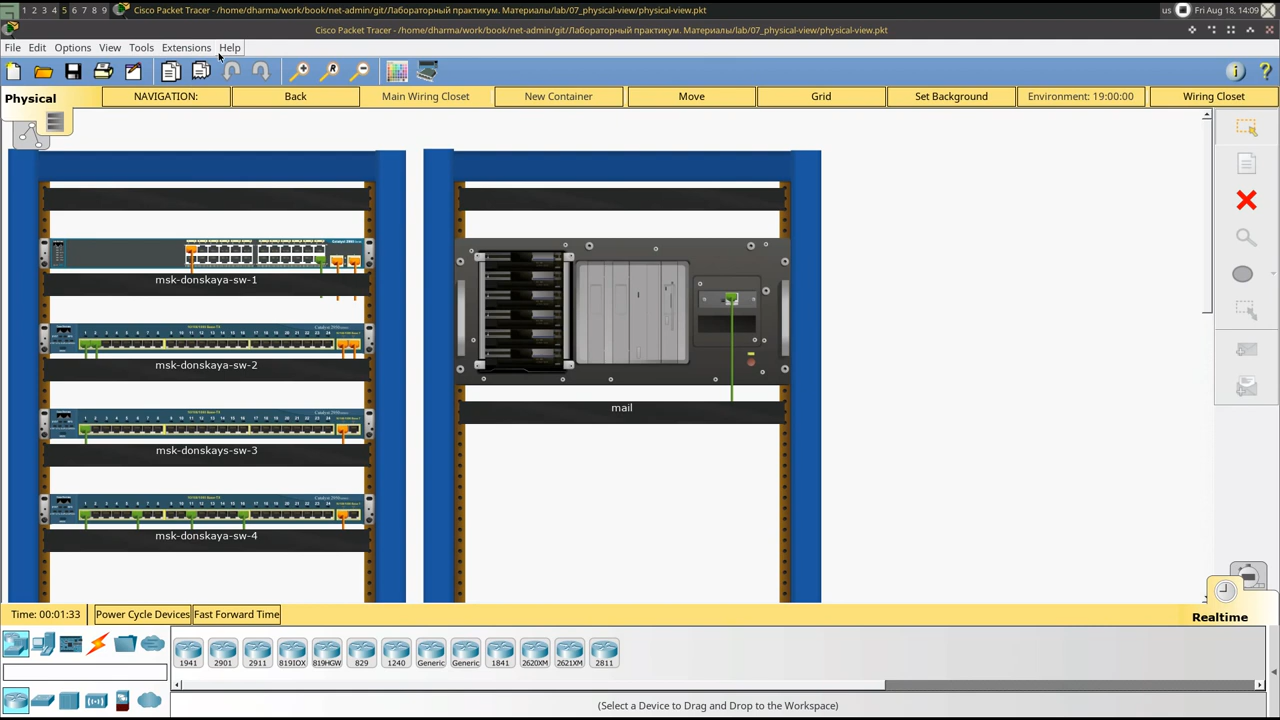 1 2 3 4 5 6 7 8 9
Cisco Packet Tracer - /home/dharma/work/book/net-admin/git/Лабораторный практикум. Материалы/lab/07_physical-view/physical-view.pkt
us
Fri Aug 18, 14:09
Cisco Packet Tracer - /home/dharma/work/book/net-admin/git/Лабораторный практикум. Материалы/lab/07_physical-view/physical-view.pkt
File Edit Options View Tools Extensions Help
Physical
NAVIGATION:
Back
Main Wiring Closet
New Container
Move
Grid
Set Background
Environment: 19:00:00
Wiring Closet
msk-donskaya-sw-1
msk-donskaya-sw-2
msk-donskays-sw-3
msk-donskaya-sw-4
mail
Time: 00:01:33
Power Cycle Devices
Fast Forward Time
Realtime
1941
2901
2911
819IOX
819HGW
829
1240
Generic
Generic
1841
2620XM
2621XM
2811
(Select a Device to Drag and Drop to the Workspace)